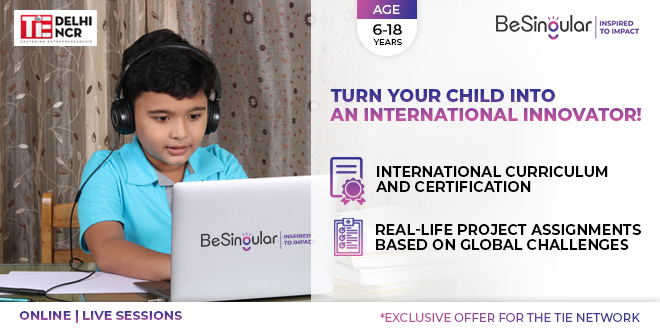 TiE DELHI
NCR
FOSTERING ENTREPRENEURSHIP
AGE
6-18
YEARS
BeSingular | INSPIRED
TO IMPACT
TURN YOUR CHILD INTO
AN INTERNATIONAL INNOVATOR!
INTERNATIONAL CURRICULUM
AND CERTIFICATION
REAL-LIFE PROJECT ASSIGNMENTS
BASED ON GLOBAL CHALLENGES
BeSingular | INSPIRED
TO IMPACT
ONLINE | LIVE SESSIONS
*EXCLUSIVE OFFER FOR THE TIE NETWORK